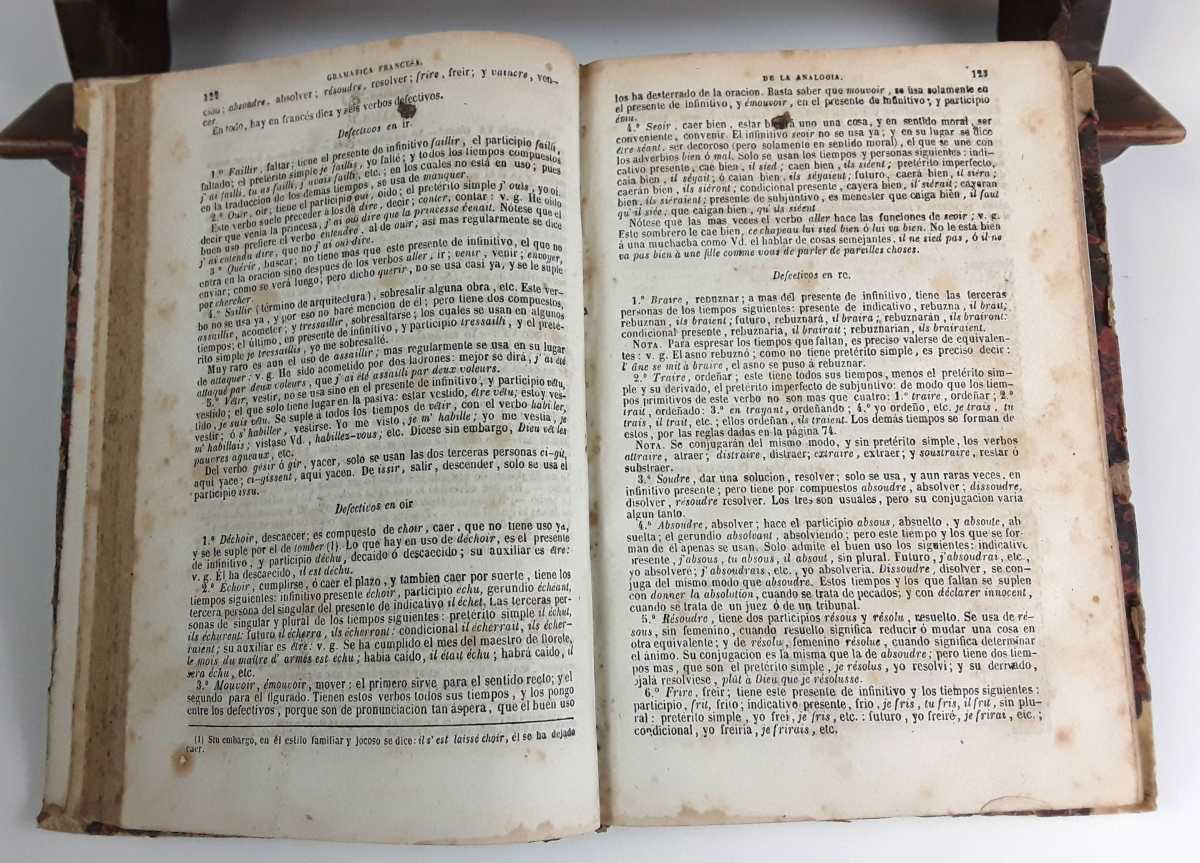 122
GRAMATICA FRANCESA.
cido; absoudre, absolver; résoudre, resolver; frire, freir; y vaincre, ven-
cer.
En todo, hay en francés diez y seis verbos defectivos.
Defectivos en ir.
1.º Faillir, faltar; tiene el presente de infinitivo faillir, el participio failli,
faltado; el pretérito simple je faillis, yo fallé; y todos los tiempos compuestos
j'ai failli, tu as failli, j'avais failli, etc.; en los cuales no está en uso; pues
en la traduccion de los demas tiempos, se usa de manquer.
2.º Ouir, oir; tiene el participio oui, oido; el pretérito simple j'ouïs, yo oí.
Este verbo suele preceder a los dá dire, decir; conter, contar: v. g. He oido
decir que venia la princesa, j'ai oui dire que la princesse venait. Nótese que el
buen uso prefiere el verbo entendre, al de ouir; asi mas regularmente se dice
j'ai entendu dire, que no j'ai oui dire.
3.º Quérir, buscar; no tiene mas que este presente de infinitivo, el que no
entra en la oracion sino despues de los verbos aller, ir; venir, venir; envoyer,
enviar; como se verá luego; pero dicho querir, no se usa casi ya, y se le suple
por chercher.
4.º Saillir (término de arquitectura), sobresalir alguna obra, etc. Este ver-
bo no se usa ya, y por eso no haré mencion de él; pero tiene dos compuestos,
assaillir, acometer; y tressaillir, sobresaltarse; los cuales se usan en algunos
tiempos; el último, en presente de infinitivo, y participio tressailli, y el preté-
rito simple je tressaillis, yo me sobresalté.
Muy raro es aun el uso de assaillir; mas regularmente se usa en su lugar
de attaquer: v. g. He sido acometido por dos ladrones: mejor se dirá, j'ai été
attaqué par deux voleurs, que j'ai été assailli par deux voleurs.
5.º Vêtir, vestir, no se usa sino en el presente de infinitivo, y participio vêtu,
vestido; el que solo tiene lugar en la pasiva: estar vestido, être vêtu; estoy ves-
tido, je suis vêtu. Se suple á todos los tiempos de vêtir, con el verbo habiller,
vestir; ó s'habiller, vestirse. Yo me visto, je m'habille; yo me vestia, je
m'habillais; vistase Vd., habillez-vous, etc. Dicese sin embargo, Dieu vêt les
pauvres agneaux, etc.
Del verbo gésir ó gir, yacer, solo se usan las dos terceras personas ci-gît,
aqui yace; ci-gissent, aqui yacen. De issir, salir, descender, solo se usa el
participio issu.
Defectivos en oir
1.º Déchoir, descaecer; es compuesto de choir, caer, que no tiene uso ya,
y se le suple por el de tomber (1). Lo que hay en uso de déchoir, es el presente
de infinitivo, y participio déchu, decaido ó descaecido; su auxiliar es être:
v. g. Él ha descaecido, il est déchu.
2.º Échoir, cumplirse, ó caer el plazo, y tambien caer por suerte, tiene los
tiempos siguientes: infinitivo presente échoir, participio échu, gerundio échéant,
tercera persona del singular del presente de indicativo il échet. Las terceras per-
sonas de singular y plural de los tiempos siguientes: pretérito simple il échut,
ils échurent: futuro il écherra, ils écherront: condicional il écherrait, ils écher-
raient; su auxiliar es être: v. g. Se ha cumplido el mes del maestro de florete,
le mois du maître d'armés est échu; habia caido, il était échu; habrá caido, il
sera échu, etc.
3.º Mouvoir, émouvoir, mover: el primero sirve para el sentido recto; y el
segundo para el figurado. Tienen estos verbos todos sus tiempos, y los pongo
entre los defectivos, porque son de pronunciacion tan áspera, que el buen uso
(1) Sin embargo, en el estilo familiar y jocoso se dice: il s'est laissé choir, él se ha dejado
caer.
DE LA ANALOGIA.
123
los ha desterrado de la oracion. Basta saber que mouvoir, se usa solamente en
el presente de infinitivo, y émouvoir, en el presente de infinitivo; y participio
ému.
4.º Seoir, caer bien, estar bien á uno una cosa, y en sentido moral, ser
conveniente, convenir. El infinitivo seoir no se usa ya; y en su lugar se dice
être séant, ser decoroso (pero solamente en sentido moral), el que se une con
los adverbios bien ó mal. Solo se usan los tiempos y personas siguientes: indi-
cativo presente, cae bien, il sied; caen bien, ils siéent; pretérito imperfecto,
caia bien, il séyait; ó caian bien, ils séyaient; futuro, caerá bien, il siéra;
caerán bien, ils siéront; condicional presente, cayera bien, il siérait; cayeran
bien, ils siéraient; presente de subjuntivo, es menester que caiga bien, il faut
qu'il siée, que caigan bien, qu'ils siéent
Nótese que las mas veces el verbo aller hace las funciones de seoir; v. g.
Este sombrero le cae bien, ce chapeau lui sied bien ó lui va bien. No le está bien
á una muchacha como Vd. el hablar de cosas semejantes, il ne sied pas, ó il ne
va pas bien à une fille comme vous de parler de pareilles choses.
Defectivos en re.
1.º Braire, rebuznar; a mas del presente de infinitivo, tiene las terceras
personas de los tiempos siguientes: presente de indicativo, rebuzna, il brait;
rebuznan, ils braient; futuro, rebuznará, il braira; rebuznarán, ils brairont:
condicional presente, rebuznaria, il brairait; rebuznarian, ils brairaient.
NOTA. Para espresar los tiempos que faltan, es preciso valerse de equivalen-
tes: v. g. El asno rebuznó; como no tiene pretérito simple, es preciso decir:
l'âne se mit à braire, el asno se puso á rebuznar.
2.º Traire, ordeñar; este tiene todos sus tiempos, menos el pretérito sim-
ple y su derivado, el pretérito imperfecto de subjuntivo: de modo que los tiem-
pos primitivos de este verbo no son mas que cuatro: 1.º traire, ordeñar; 2.º
trait, ordeñado: 3.º en trayant, ordeñando; 4.º yo ordeño, etc. je trais, tu
trais, il trait, etc.; ellos ordeñan, ils traient. Los demás tiempos se forman de
estos, por las reglas dadas en la página 74.
NOTA. Se conjugarán del mismo modo, y sin pretérito simple, los verbos
attraire, atraer; distraire, distraer; extraire, extraer; y soustraire, restar ó
substraer.
3.º Soudre, dar una solucion, resolver; solo se usa, y aun raras veces, en
infinitivo presente; pero tiene por compuestos absoudre, absolver; dissoudre,
disolver, résoudre resolver. Los tres son usuales, pero su conjugacion varia
algun tanto.
4.º Absoudre, absolver; hace el participio absous, absuelto, y absoute, ab
suelta; el gerundio absolvant, absolviendo; pero este tiempo y los que se for-
man de el apenas se usan. Solo admite el buen uso los siguientes: indicative
presente, j'absous, tu absous, il absout, sin plural. Futuro, j'absoudras, etc.,
yo absolveré; j'absoudrais, etc., yo absolveria. Dissoudre, disolver, se con-
juga del mismo modo que absoudre. Estos tiempos y los que faltan se suplen
con donner la absolution, cuando se trata de pecados; y con déclarer innocent,
cuando se trata de un juez ó de un tribunal.
5.º Résoudre, tiene dos participios résous y résolu, resuelto. Se usa de ré-
sous, sin femenino, cuando resuelto significa reducir ó mudar una cosa en
otra equivalente; y de résolu, femenino résolue, cuando significa determinar
el ánimo. Su conjugacion es la misma que la de absoudre; pero tiene dos tiem-
pos mas, que son el pretérito simple, je résolus, yo resolvi; y su derivado,
ojalá resolviese, plût à Dieu que je résolusse.
6.º Frire, freir; tiene este presente de infinitivo y los tiempos siguientes:
participio, frit, frito; indicativo presente, frio, je fris, tu fris, il frit, sin plu-
ral: pretérito simple, yo frei, je fris, etc.: futuro, yo freiré, je frirai, etc.;
condicional, yo freiria, je frirais, etc.